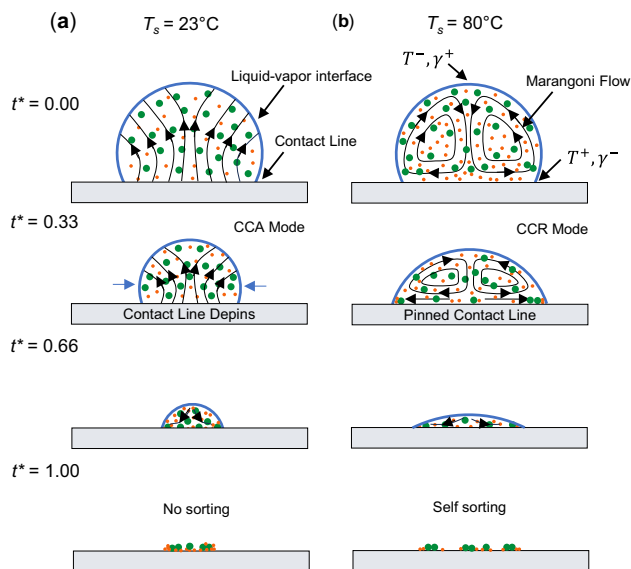 (a)
T_s = 23°C
(b)
T_s = 80°C
T⁻, γ⁺
Liquid-vapor interface
Marangoni Flow
t* = 0.00
Contact Line
T⁺, γ⁻
t* = 0.33
CCA Mode
CCR Mode
Contact Line Depins
Pinned Contact Line
t* = 0.66
t* = 1.00
No sorting
Self sorting